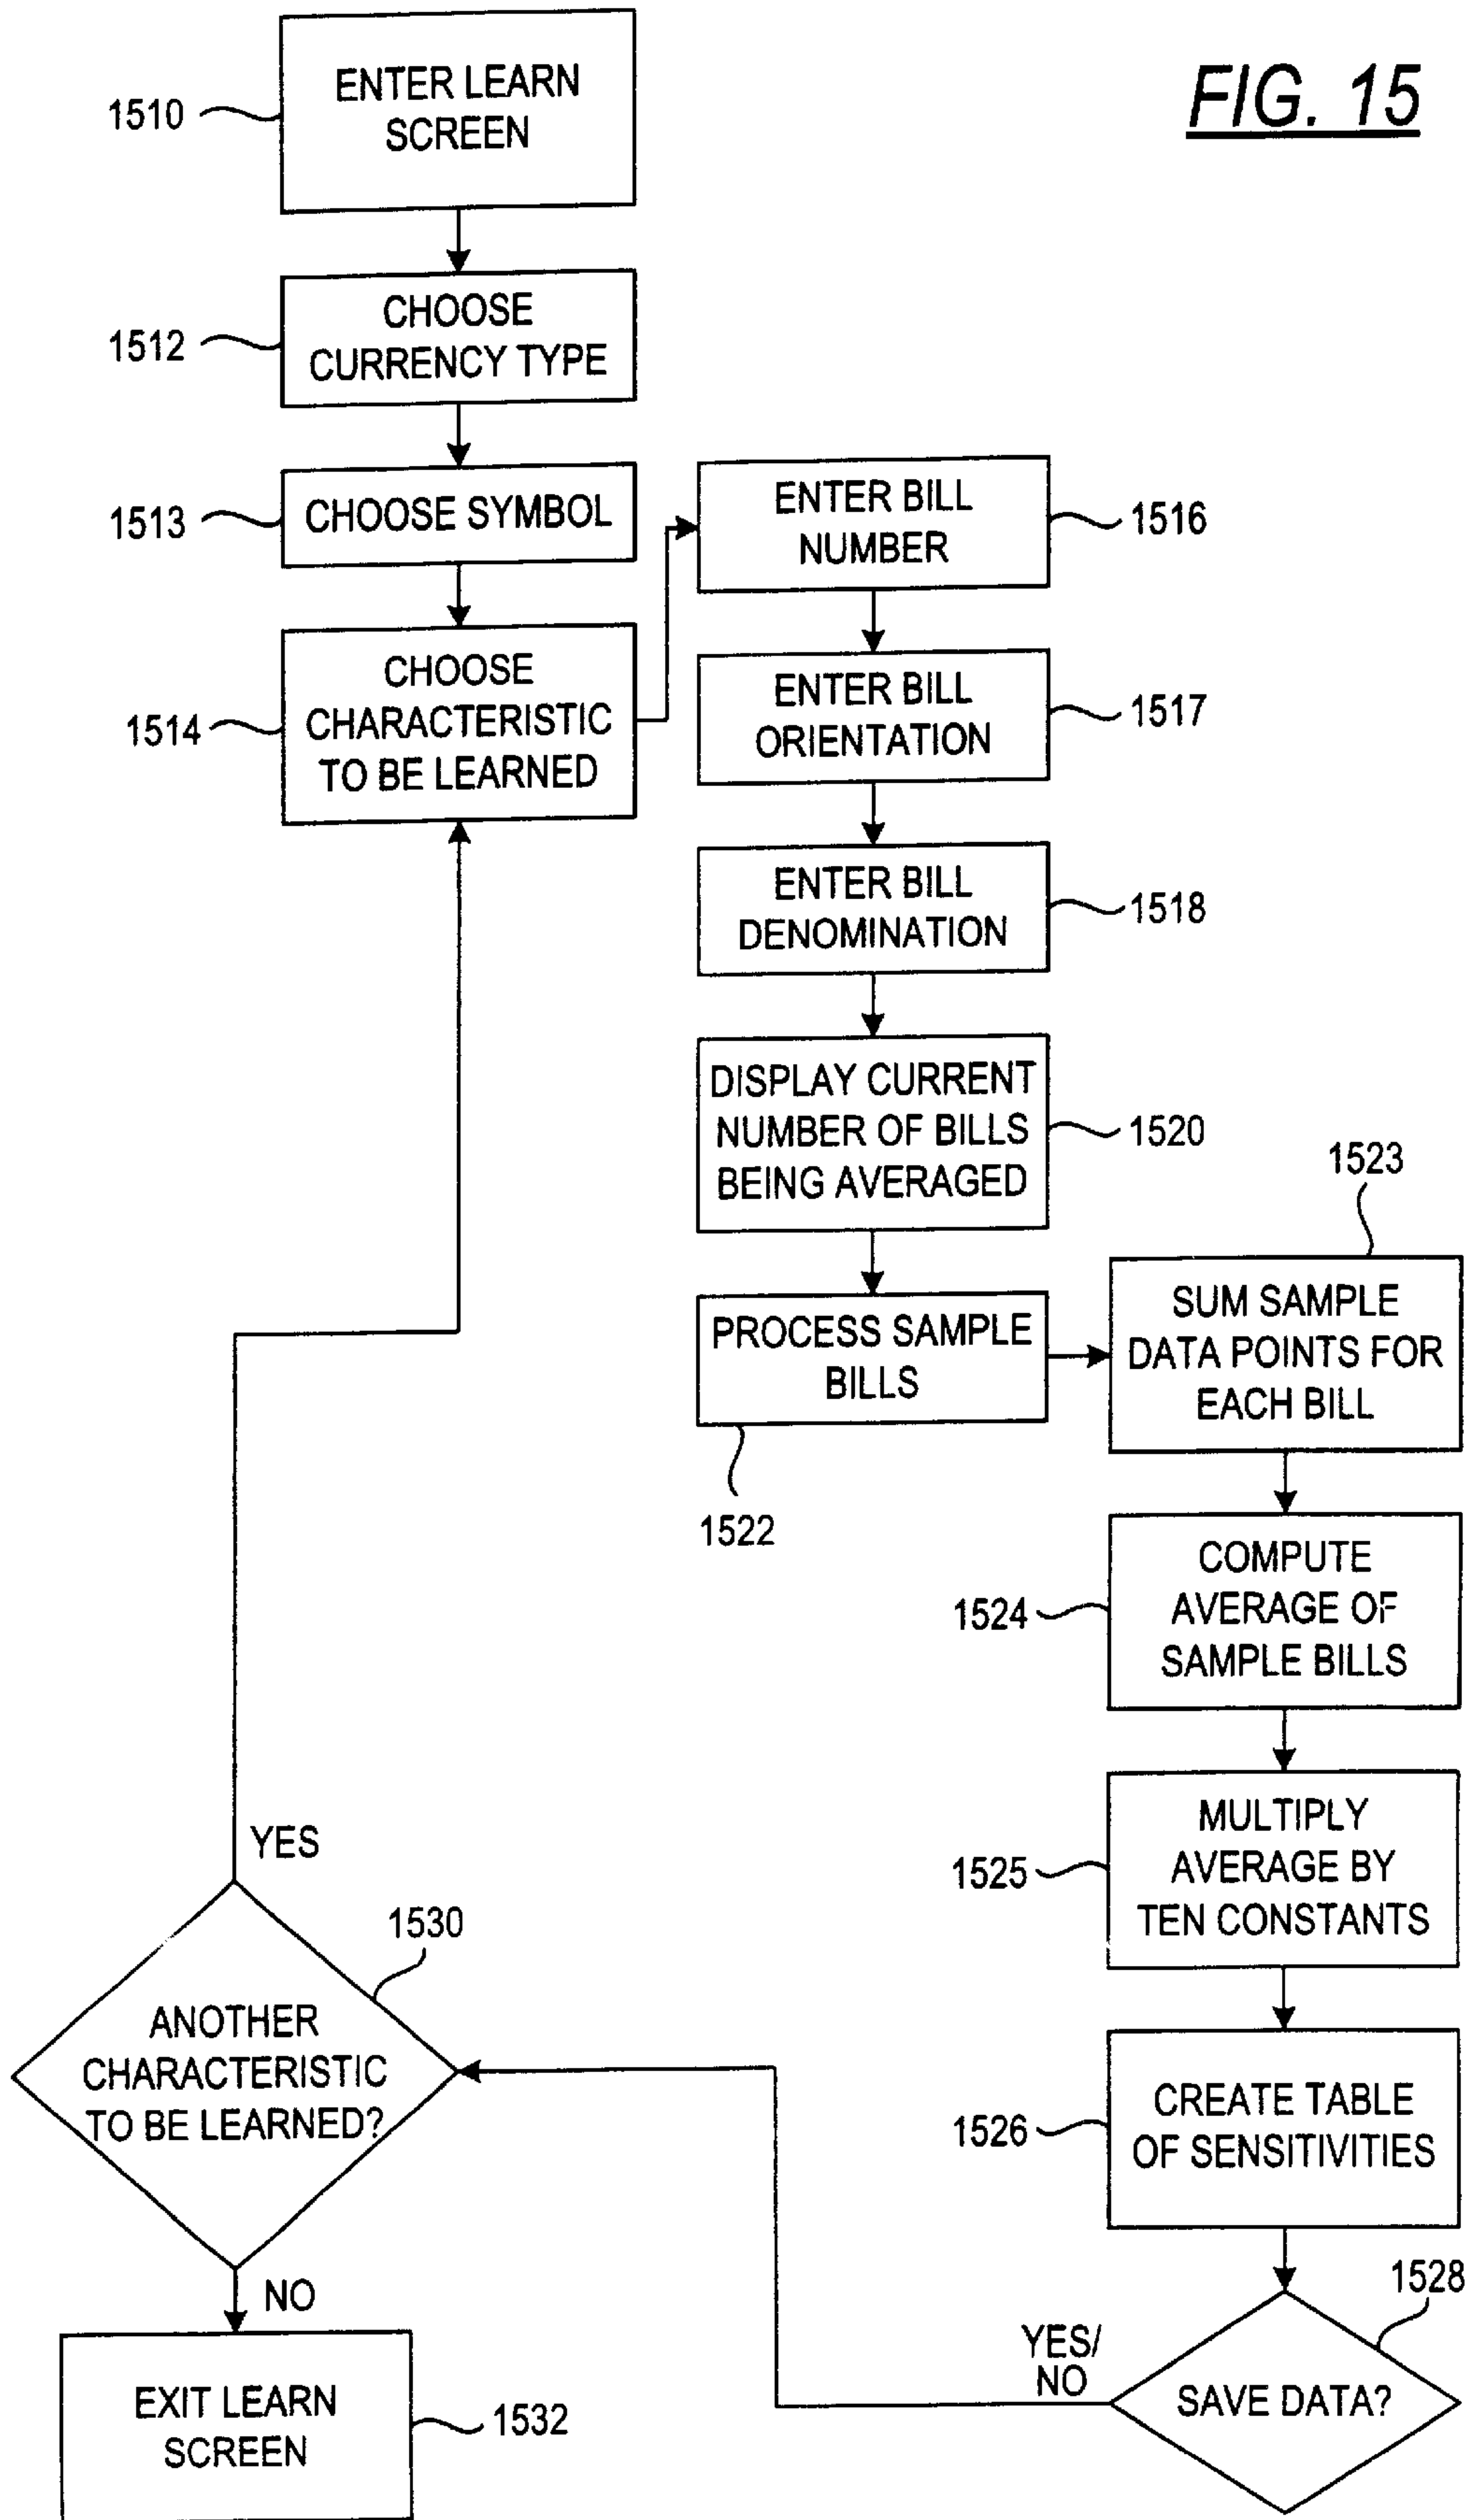 FIG. 15
ENTER LEARN
SCREEN
1510
CHOOSE
CURRENCY TYPE
1512
CHOOSE SYMBOL
1513
CHOOSE
CHARACTERISTIC
TO BE LEARNED
1514
ENTER BILL
NUMBER
1516
ENTER BILL
ORIENTATION
1517
ENTER BILL
DENOMINATION
1518
DISPLAY CURRENT
NUMBER OF BILLS
BEING AVERAGED
1520
PROCESS SAMPLE
BILLS
1522
1523
SUM SAMPLE
DATA POINTS FOR
EACH BILL
COMPUTE
AVERAGE OF
SAMPLE BILLS
1524
MULTIPLY
AVERAGE BY
TEN CONSTANTS
1525
CREATE TABLE
OF SENSITIVITIES
1526
1528
SAVE DATA?
YES/
NO
1530
ANOTHER
CHARACTERISTIC
TO BE LEARNED?
YES
NO
EXIT LEARN
SCREEN
1532